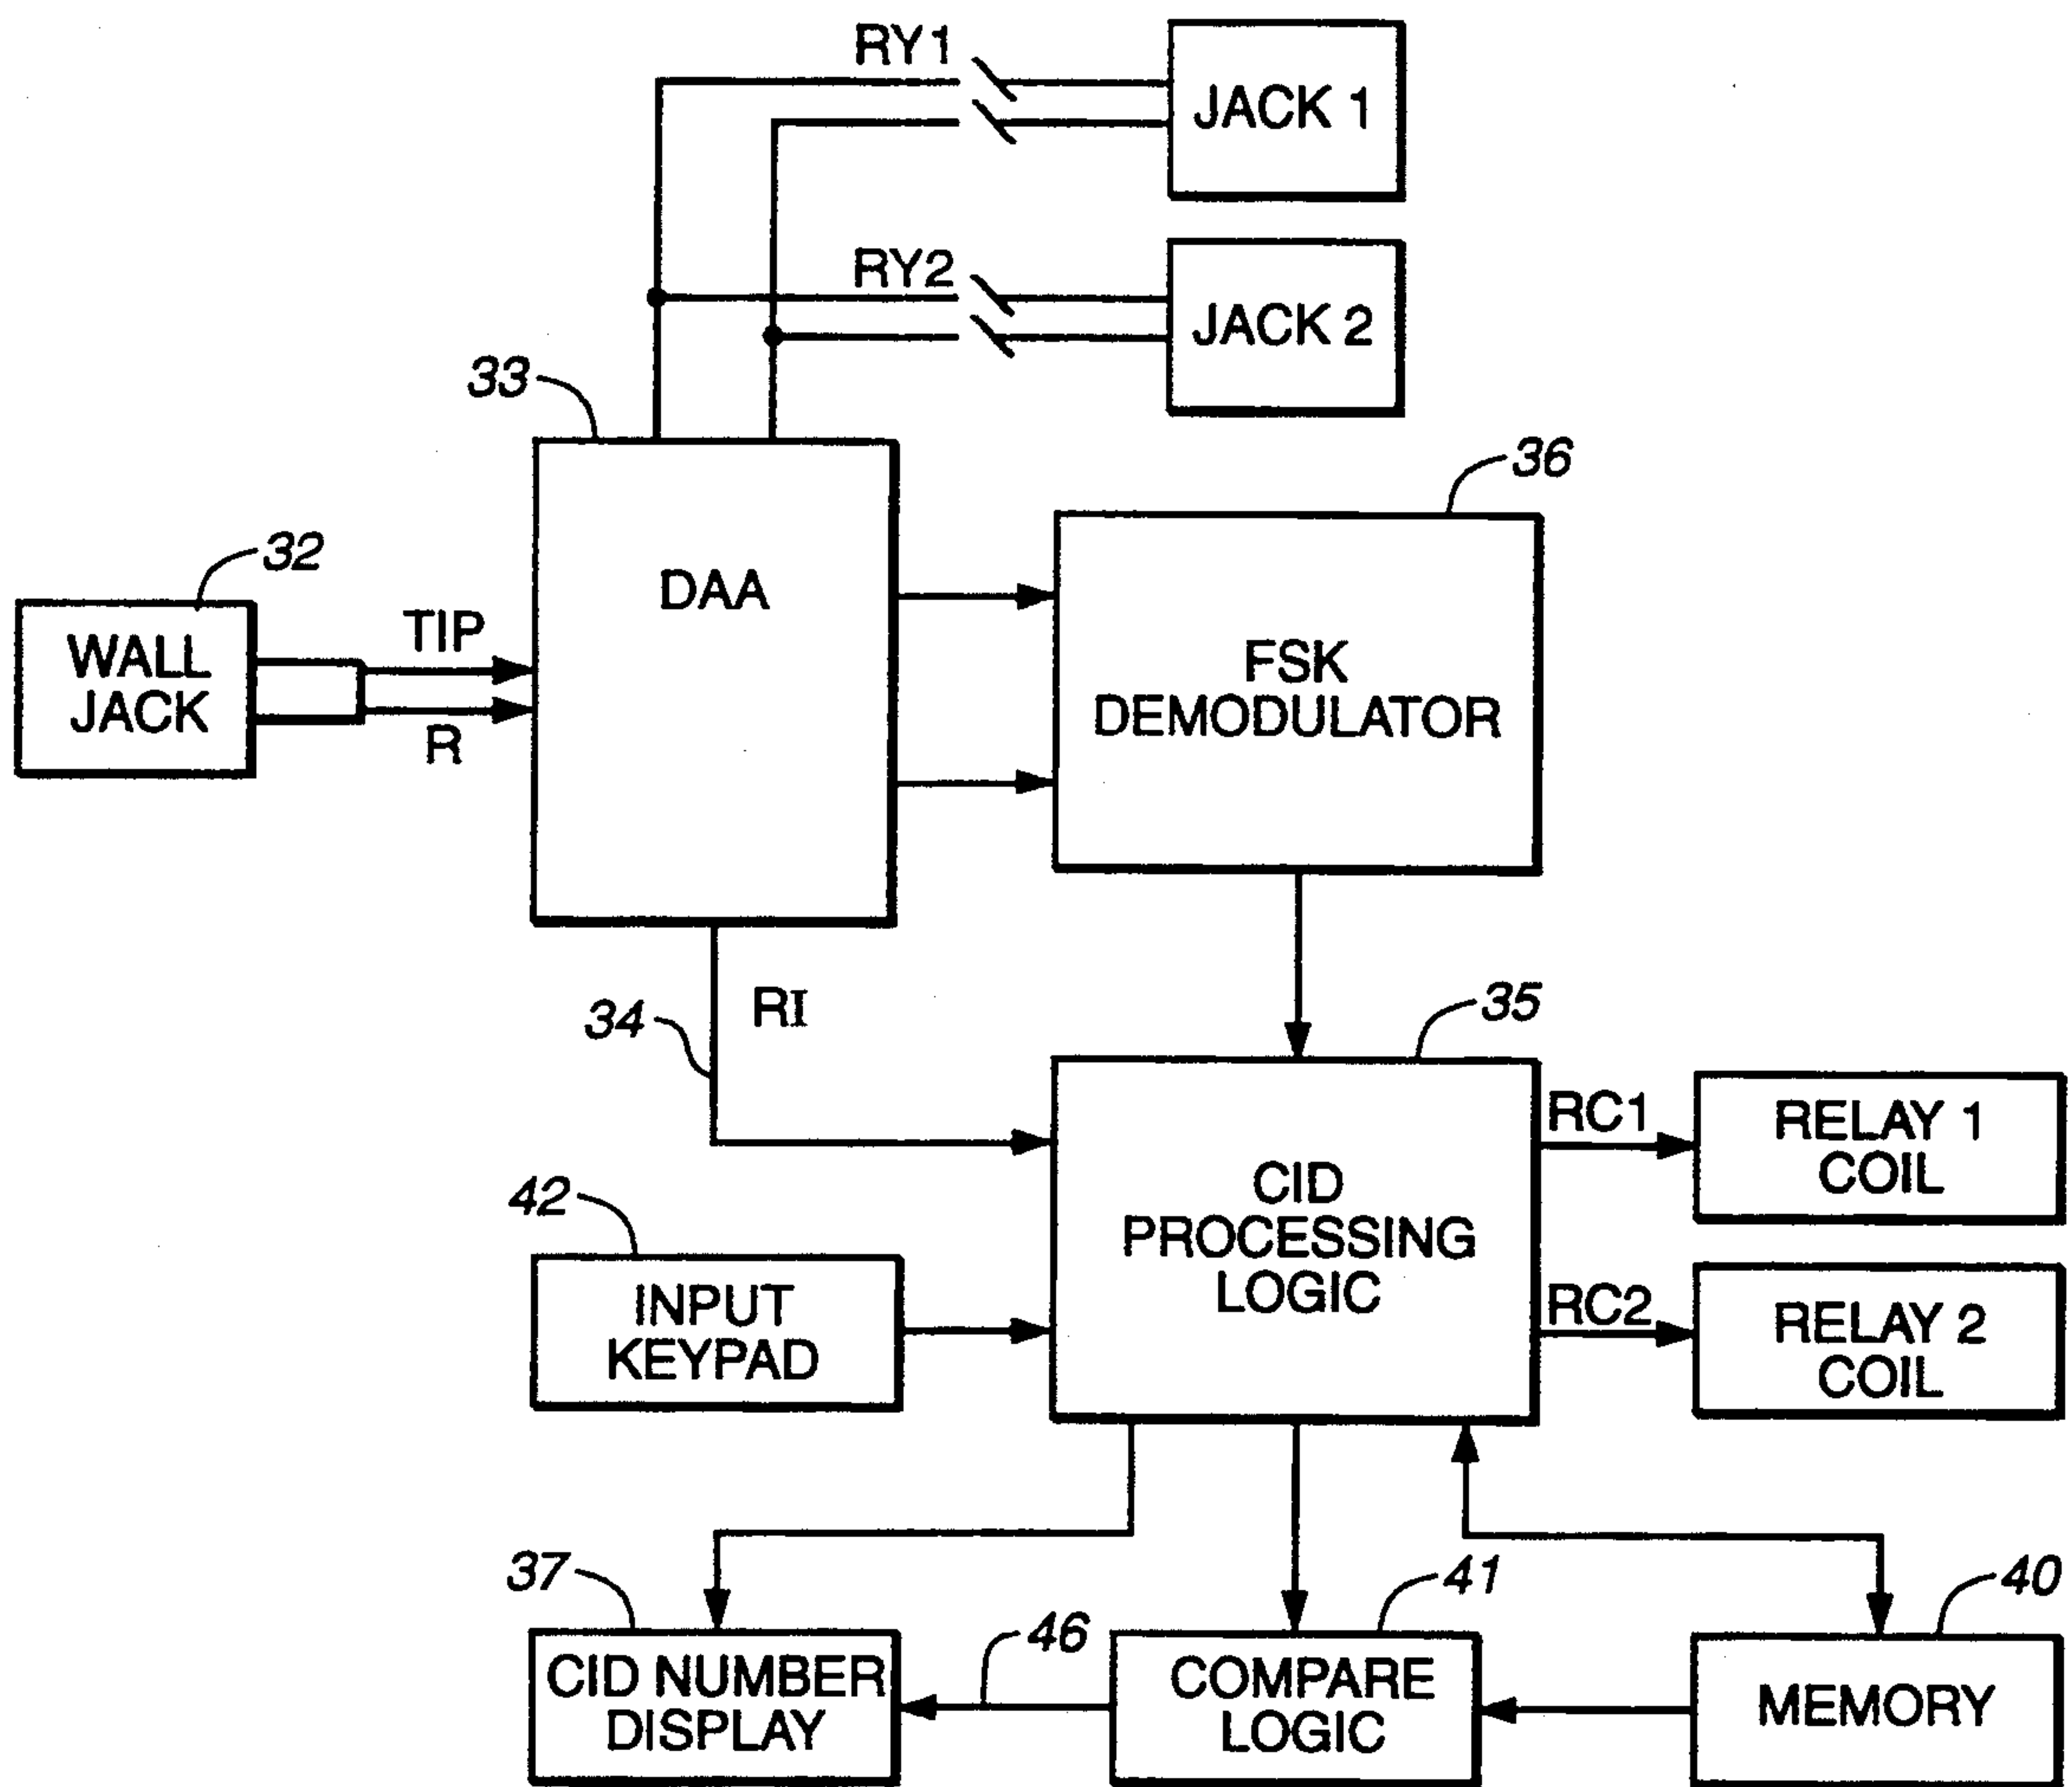 RY1
JACK 1
RY2
JACK 2
33
36
32
WALL
JACK
TIP
R
DAA
FSK
DEMODULATOR
34
RI
35
CID
PROCESSING
LOGIC
RC1
RELAY 1
COIL
42
INPUT
KEYPAD
RC2
RELAY 2
COIL
37
46
41
40
CID NUMBER
DISPLAY
COMPARE
LOGIC
MEMORY